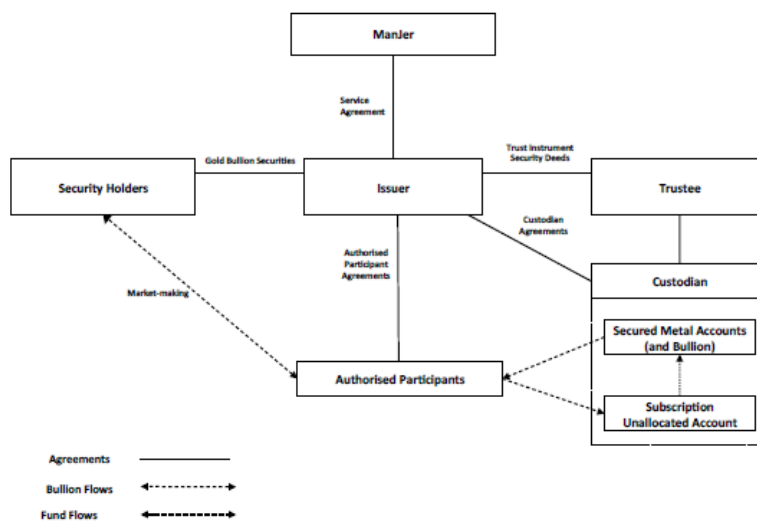 ManJer
Service
Agreement
Gold Bullion Securities
Trust Instrument
Security Deeds
Security Holders
Issuer
Trustee
Custodian
Agreements
Authorised
Participant
Agreements
Custodian
Market-making
Secured Metal Accounts
(and Bullion)
Authorised Participants
Subscription
Unallocated Account
Agreements
Bullion Flows
Fund Flows